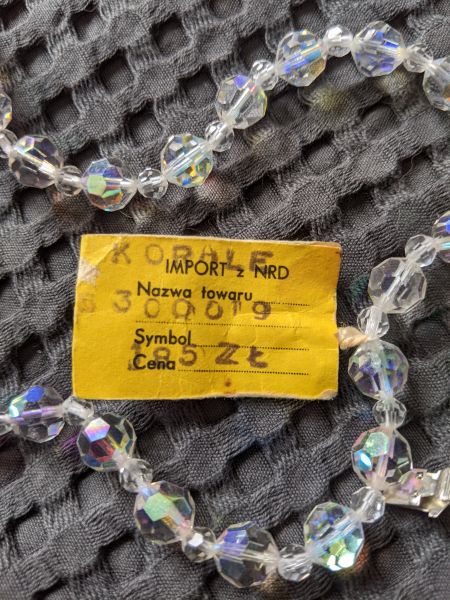 KORALE
IMPORT z NRD
Nazwa towaru
300019
Symbol
185 ZŁ
Cena